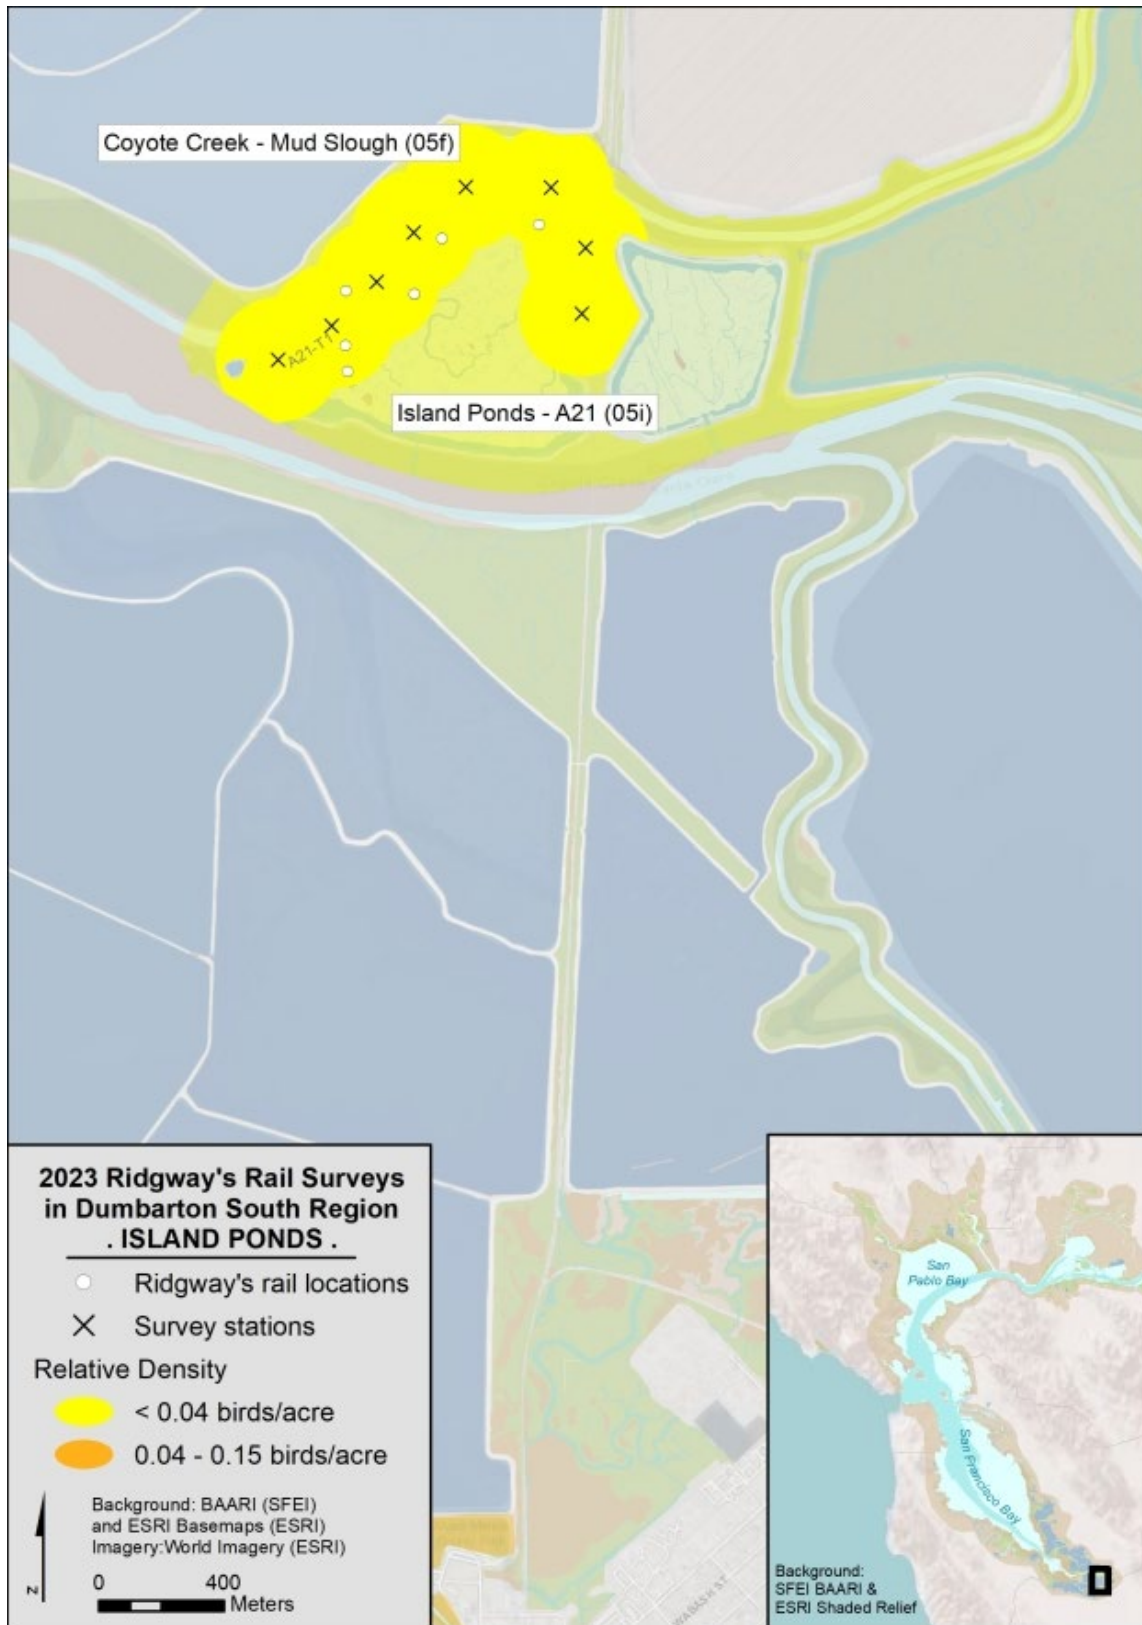 Coyote Creek - Mud Slough (05f)
A21-T1
Island Ponds - A21 (05i)
2023 Ridgway's Rail Surveys
in Dumbarton South Region
. ISLAND PONDS .
Ridgway's rail locations
Survey stations
Relative Density
< 0.04 birds/acre
0.04 - 0.15 birds/acre
Background: BAARI (SFEI)
and ESRI Basemaps (ESRI)
Imagery:World Imagery (ESRI)
N
0 400
Meters
WABASH ST
San
Pablo Bay
San Francisco Bay
Background:
SFEI BAARI &
ESRI Shaded Relief